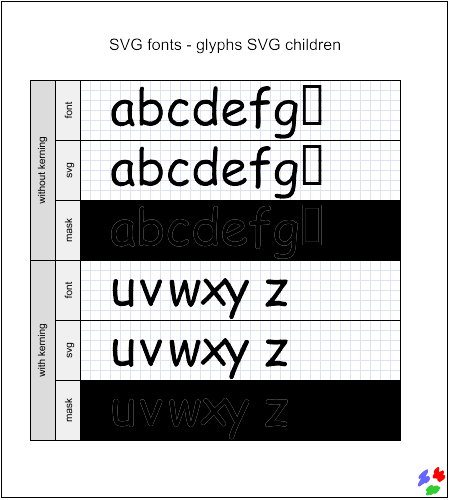 SVG fonts - glyphs SVG children
without kerning
font
abcdefg
svg
abcdefg
mask
abcdefg
with kerning
font
uvwxy z
svg
uvwxy z
mask
uvwxy z